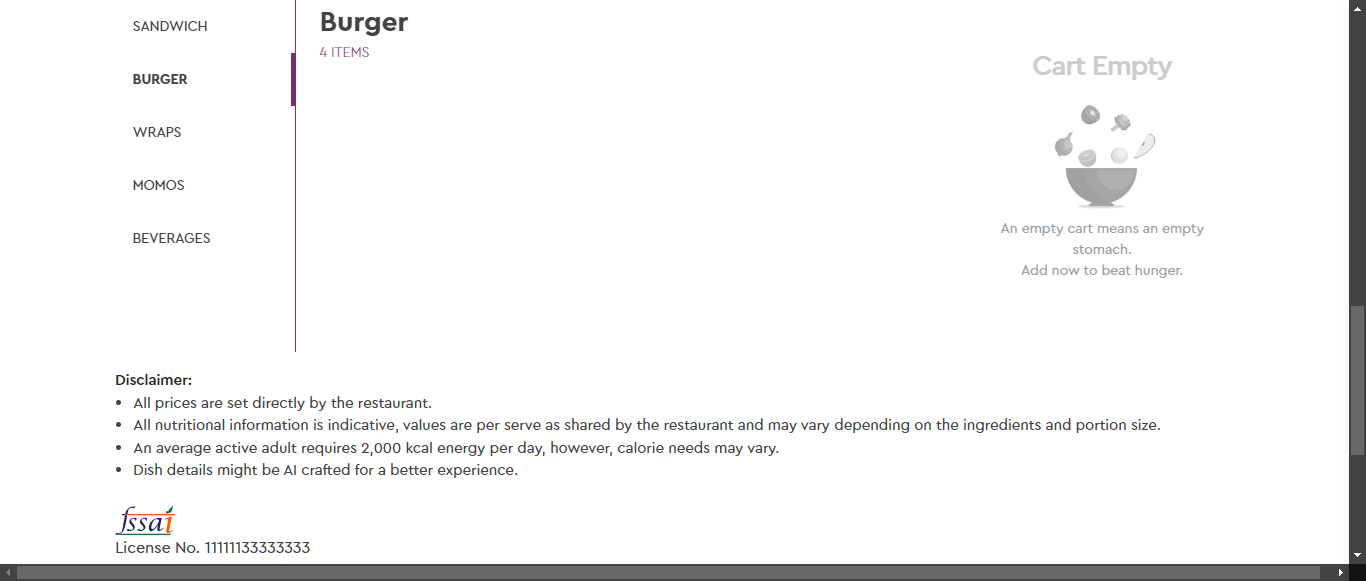 SANDWICH
BURGER
WRAPS
MOMOS
BEVERAGES
Burger
4 ITEMS
Cart Empty
An empty cart means an empty
stomach.
Add now to beat hunger.
Disclaimer:
• All prices are set directly by the restaurant.
• All nutritional information is indicative, values are per serve as shared by the restaurant and may vary depending on the ingredients and portion size.
• An average active adult requires 2,000 kcal energy per day, however, calorie needs may vary.
• Dish details might be AI crafted for a better experience.
fssai
License No. 11111133333333